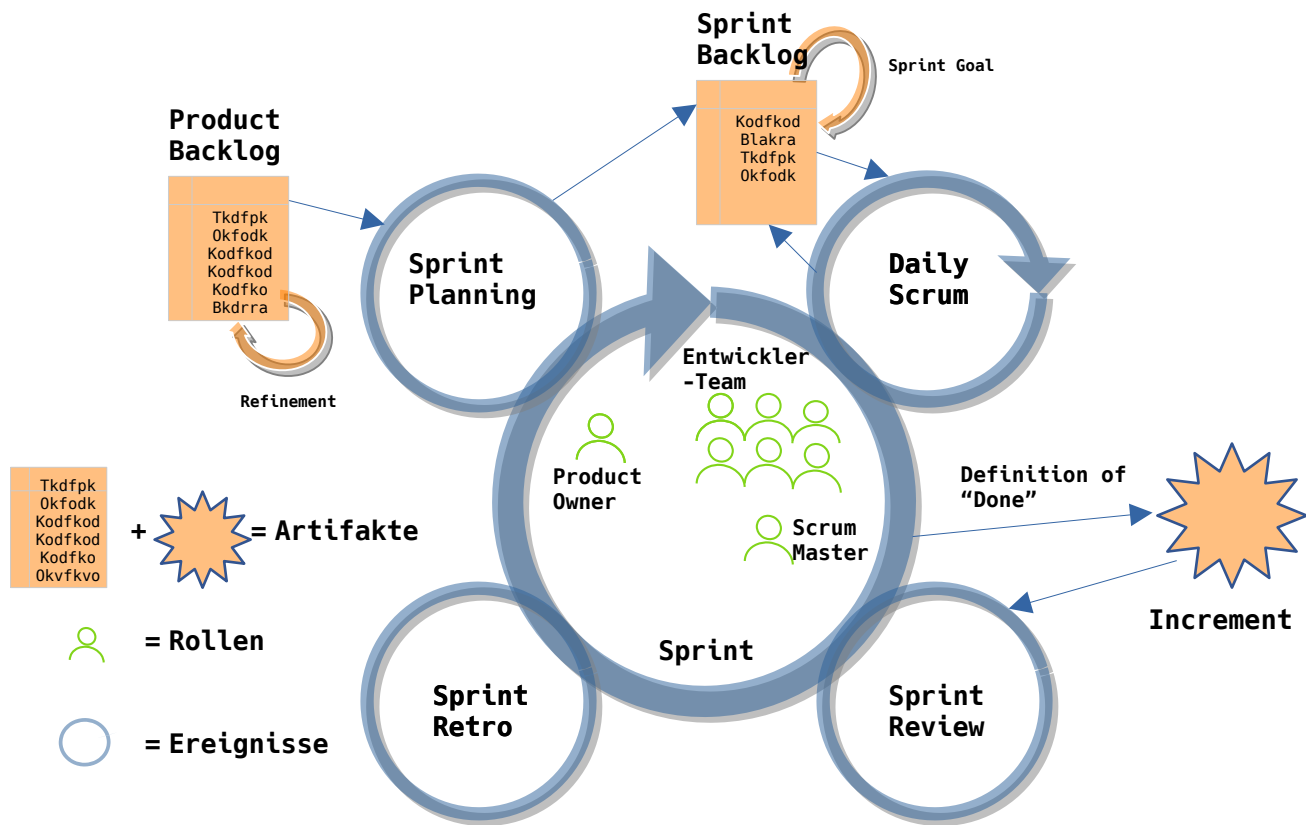 Sprint
Backlog
Sprint Goal
Kodfkod
Blakra
Tkdfpk
Okfodk
Product
Backlog
Tkdfpk
Okfodk
Kodfkod
Kodfkod
Kodfko
Bkdrra
Refinement
Sprint
Planning
Daily
Scrum
Entwickler
-Team
Product
Owner
Scrum
Master
Definition of
“Done”
Increment
Tkdfpk
Okfodk
Kodfkod
Kodfkod
Kodfko
Okvfkvo
+
= Artifakte
= Rollen
= Ereignisse
Sprint
Sprint
Retro
Sprint
Review